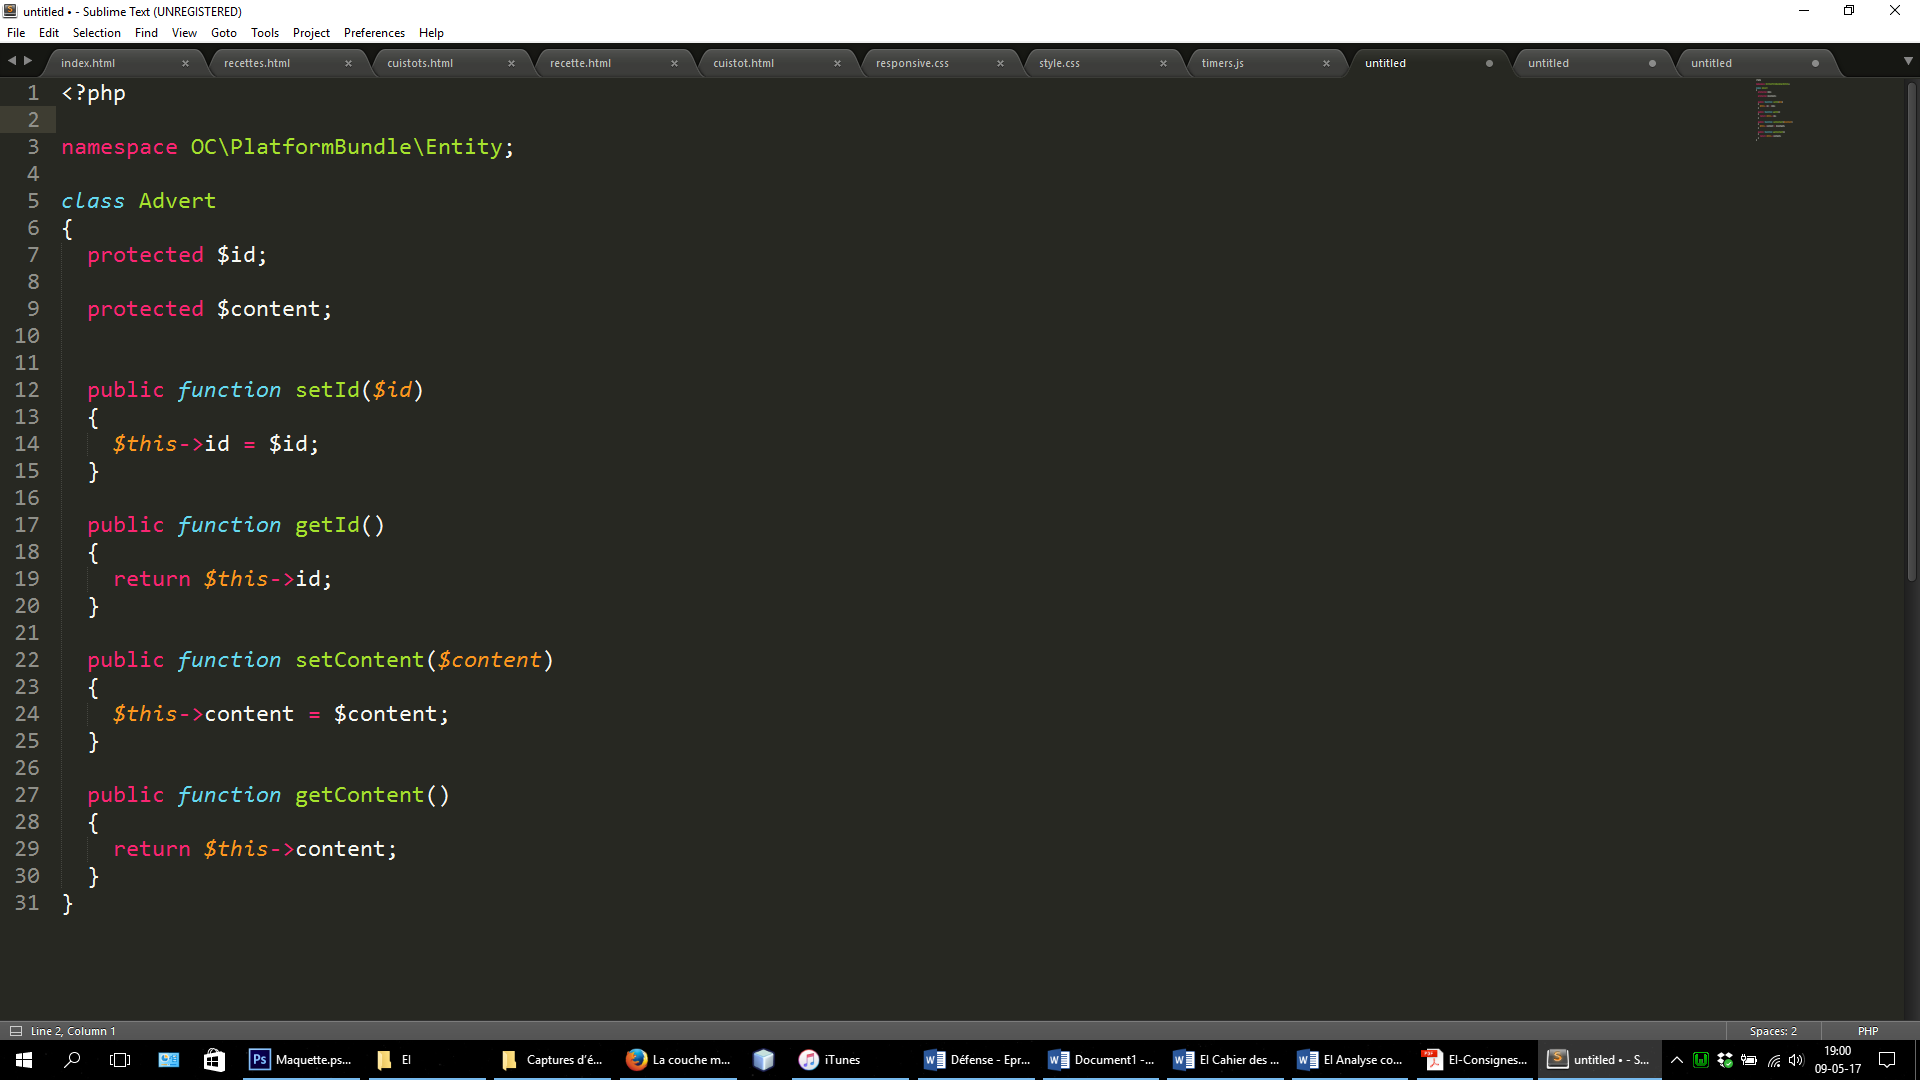 untitled • - Sublime Text (UNREGISTERED)
File Edit Selection Find View Goto Tools Project Preferences Help
index.html recettes.html cuistots.html recette.html cuistot.html responsive.css style.css timers.js untitled untitled untitled
1 <?php
2
3 namespace OC\PlatformBundle\Entity;
4
5 class Advert
6 {
7 protected $id;
8
9 protected $content;
10
11
12 public function setId($id)
13 {
14 $this->id = $id;
15 }
16
17 public function getId()
18 {
19 return $this->id;
20 }
21
22 public function setContent($content)
23 {
24 $this->content = $content;
25 }
26
27 public function getContent()
28 {
29 return $this->content;
30 }
31 }
Line 2, Column 1 Spaces: 2 PHP
Ps Maquette.ps... EI Captures d'é... La couche m... iTunes Défense - Epr... Document1 -... EI Cahier des ... EI Analyse co... EI-Consignes... untitled • - S... 19:00
09-05-17